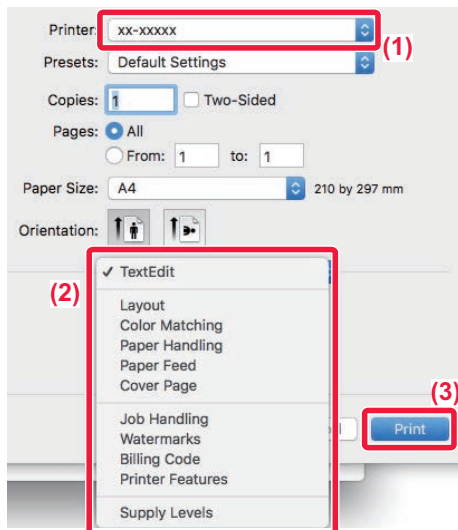 Printer: xx-xxxxx
(1)
Presets: Default Settings
Copies: 1 Two-Sided
Pages: All
From: 1 to: 1
Paper Size: A4 210 by 297 mm
Orientation:
(2)
✓ TextEdit
Layout
Color Matching
Paper Handling
Paper Feed
Cover Page
(3)
Job Handling
Watermarks
Billing Code
Printer Features
Print
Supply Levels